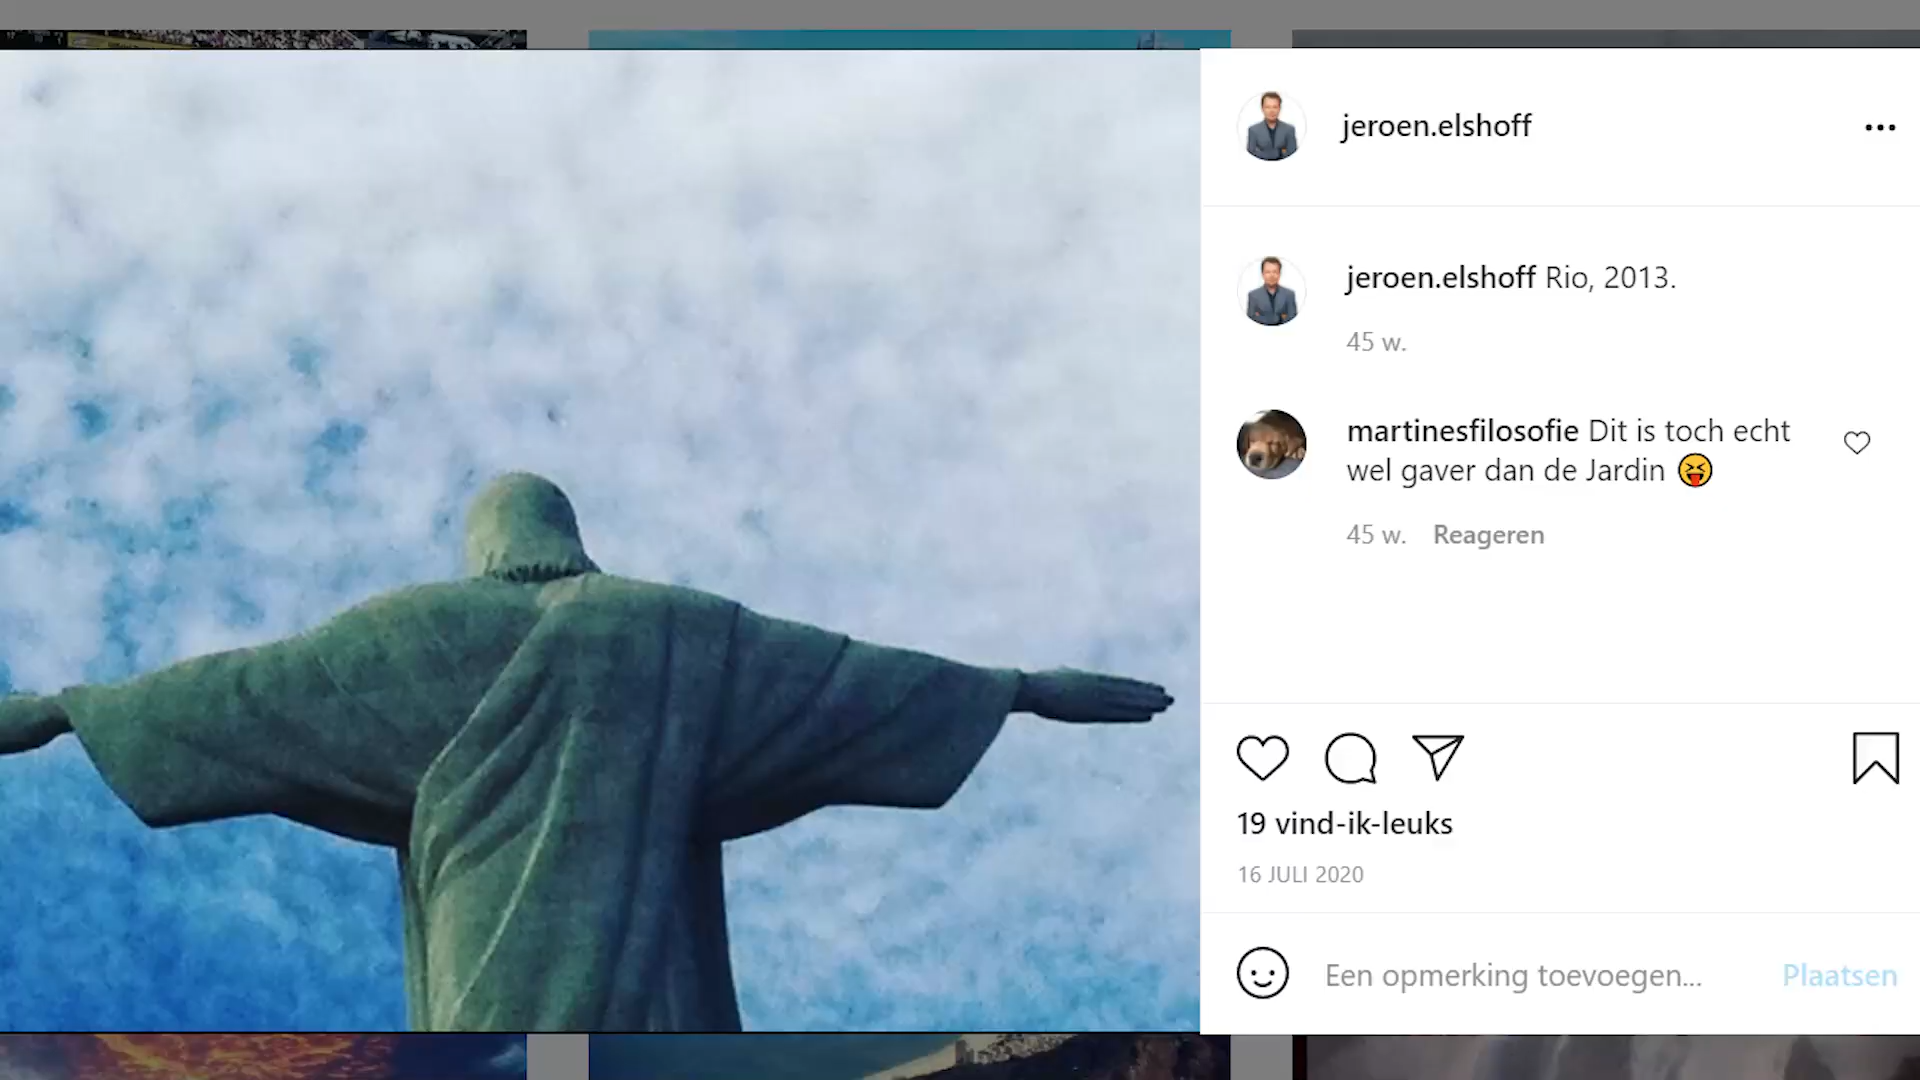 jeroen.elshoff
jeroen.elshoff Rio, 2013.
45 w.
martinesfilosofie Dit is toch echt
wel gaver dan de Jardin 😝
45 w. Reageren
19 vind-ik-leuks
16 JULI 2020
Een opmerking toevoegen... Plaatsen